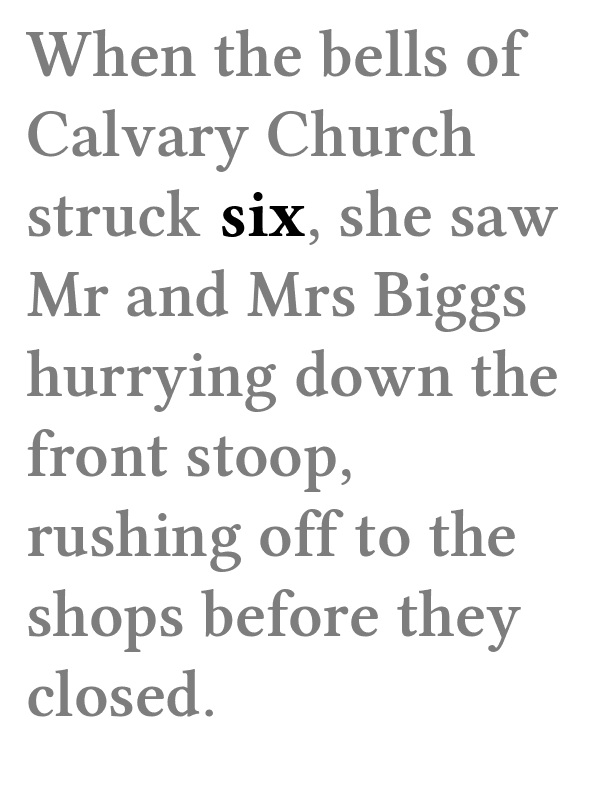 When the bells of
Calvary Church
struck six, she saw
Mr and Mrs Biggs
hurrying down the
front stoop,
rushing off to the
shops before they
closed.